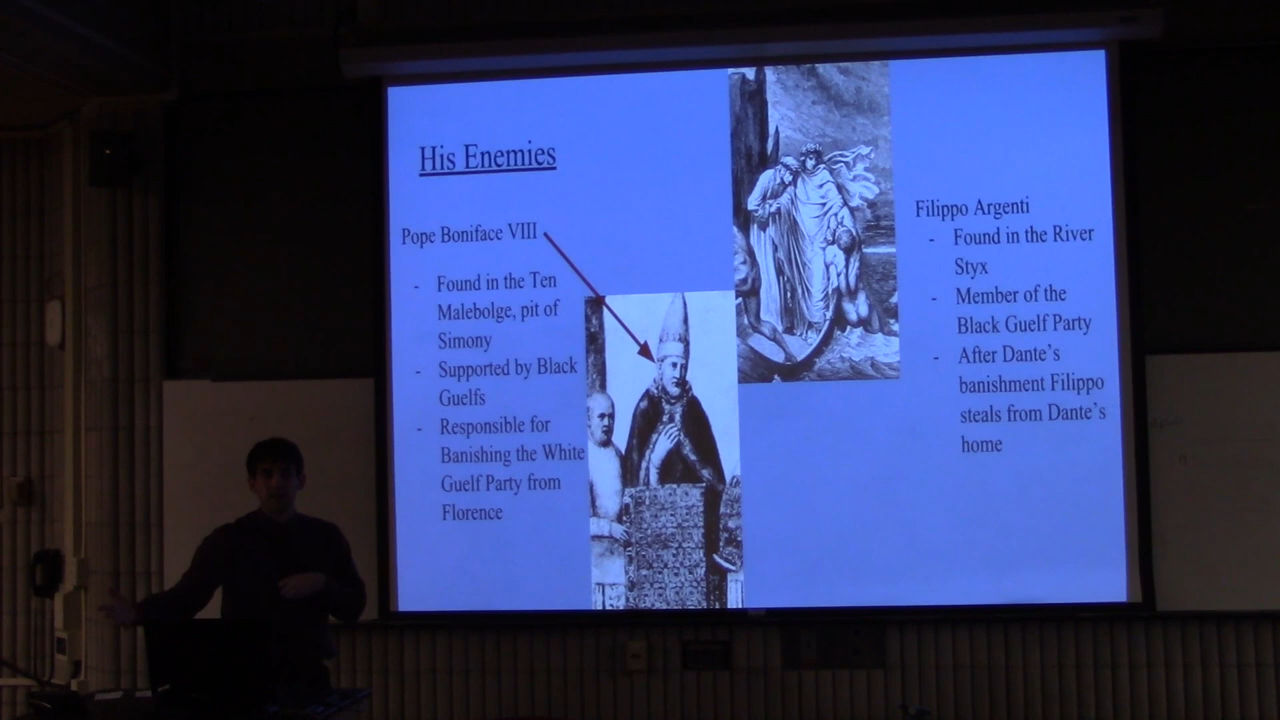 His Enemies
Pope Boniface VIII
- Found in the Ten
Malebolge, pit of
Simony
- Supported by Black
Guelfs
- Responsible for
Banishing the White
Guelf Party from
Florence
Filippo Argenti
- Found in the River
Styx
- Member of the
Black Guelf Party
- After Dante's
banishment Filippo
steals from Dante's
home